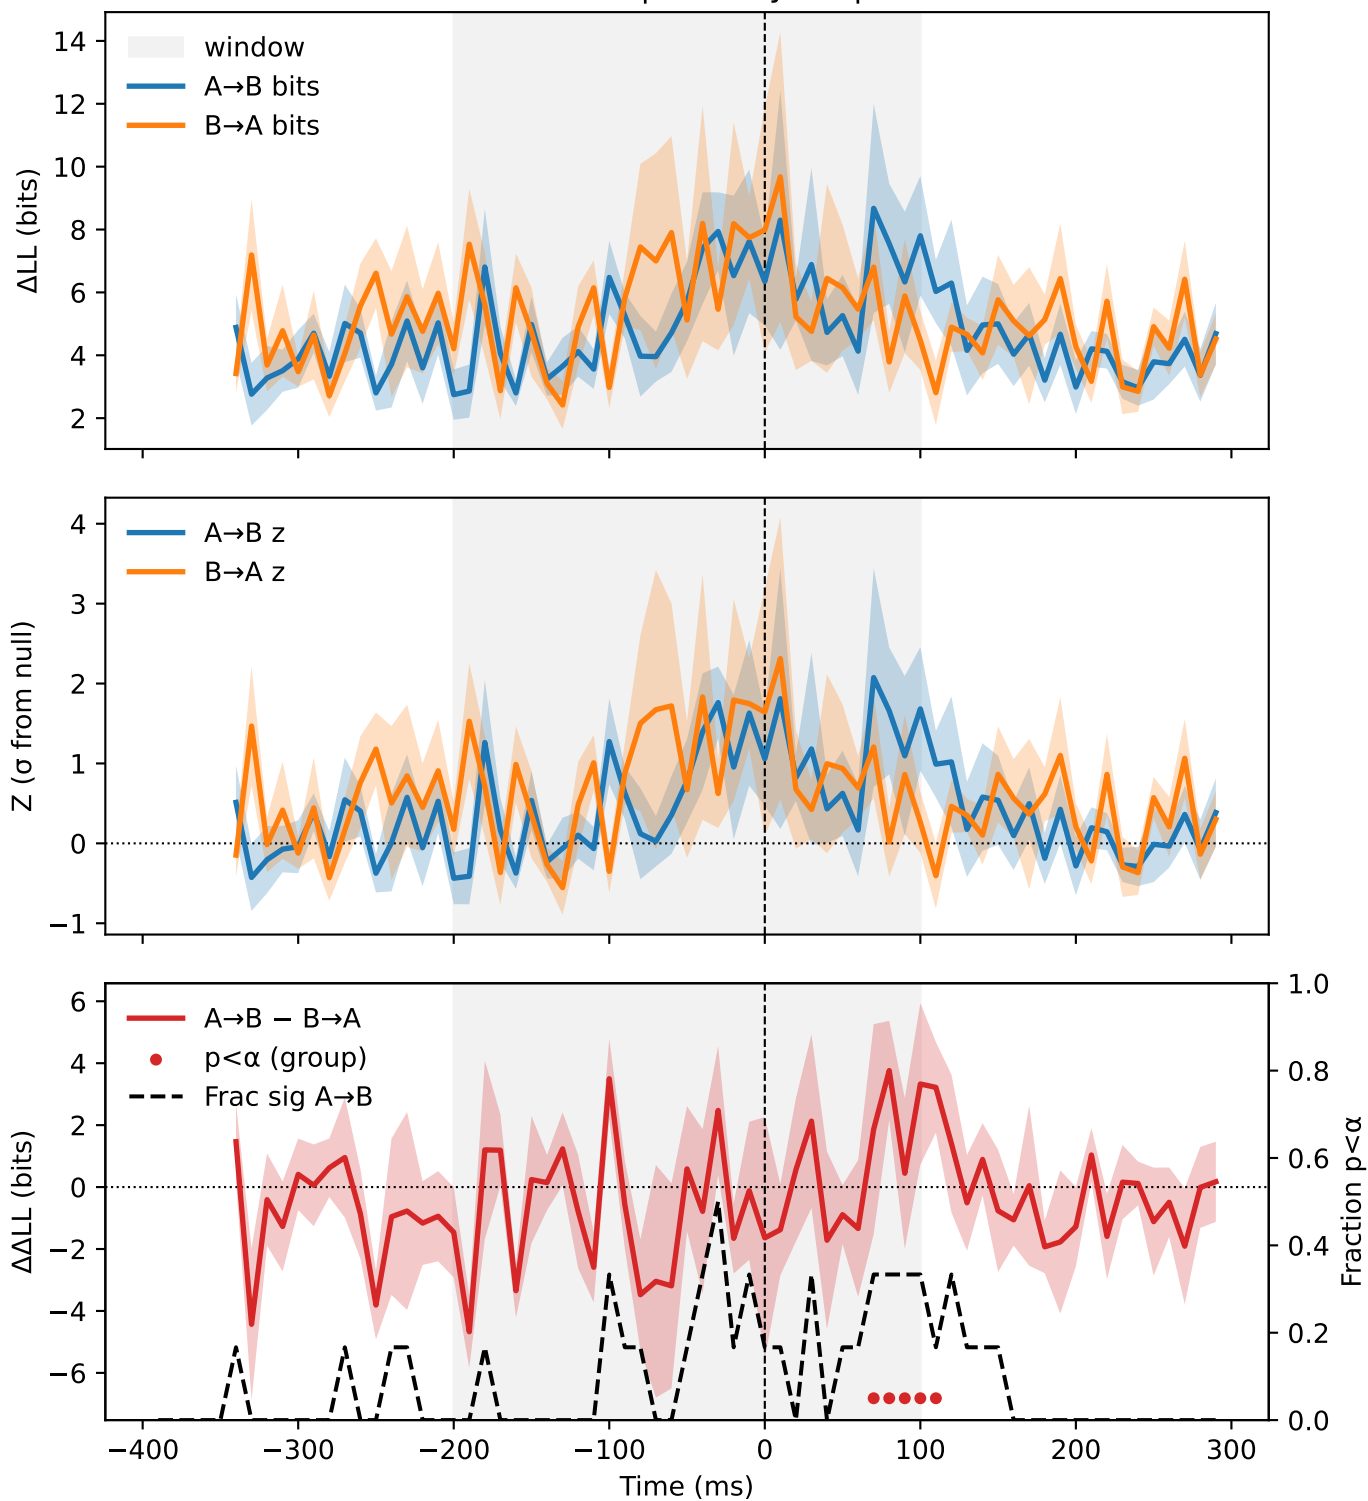 14
12
10
8
6
4
2
ΔLL (bits)
window
A→B bits
B→A bits
4
3
2
1
0
−1
Z (σ from null)
A→B z
B→A z
6
4
2
0
−2
−4
−6
ΔΔLL (bits)
A→B − B→A
p<α (group)
Frac sig A→B
1.0
0.8
0.6
0.4
0.2
0.0
Fraction p<α
−400
−300
−200
−100
0
100
200
300
Time (ms)